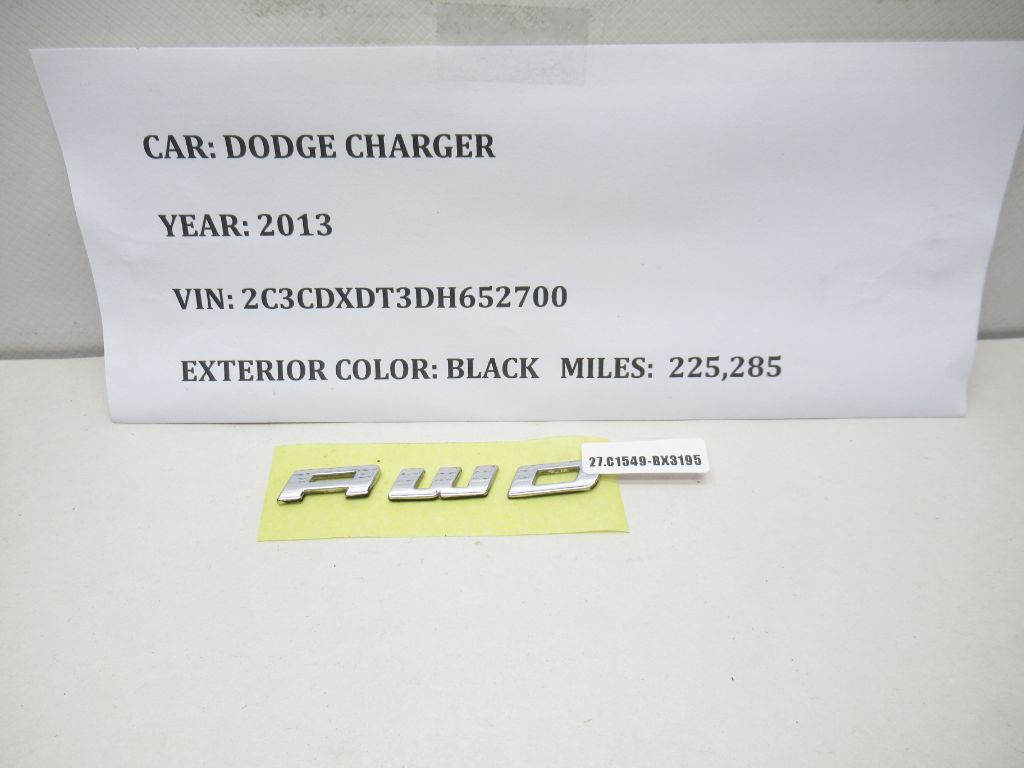 CAR: DODGE CHARGER
YEAR: 2013
VIN: 2C3CDXDT3DH652700
EXTERIOR COLOR: BLACK MILES: 225,285
AWD
27.C1549-BX3195